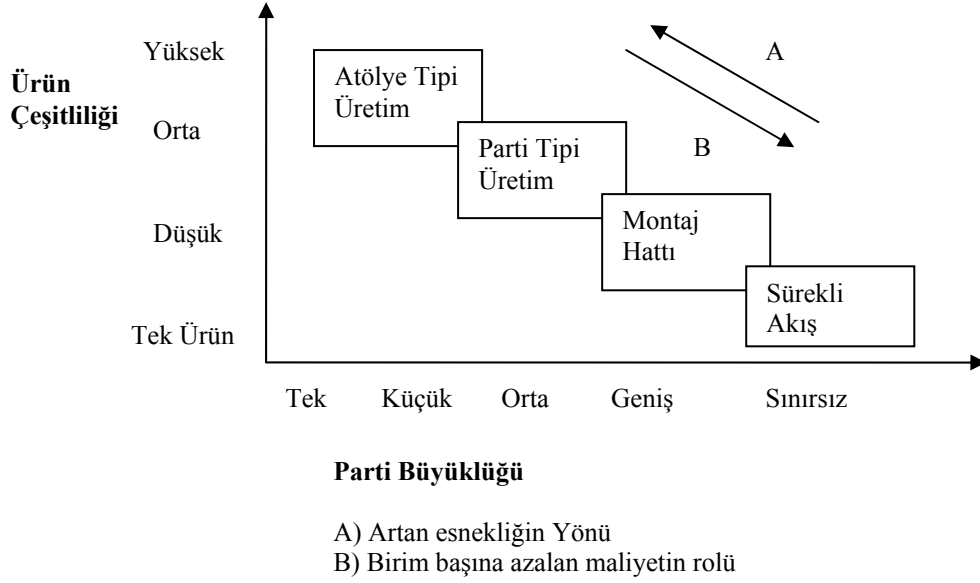 Yüksek
Ürün
Çeşitliliği
Orta
Düşük
Tek Ürün
Atölye Tipi
Üretim
Parti Tipi
Üretim
Montaj
Hattı
Sürekli
Akış
A
B
Tek Küçük Orta Geniş Sınırsız
Parti Büyüklüğü
A) Artan esnekliğin Yönü
B) Birim başına azalan maliyetin rolü